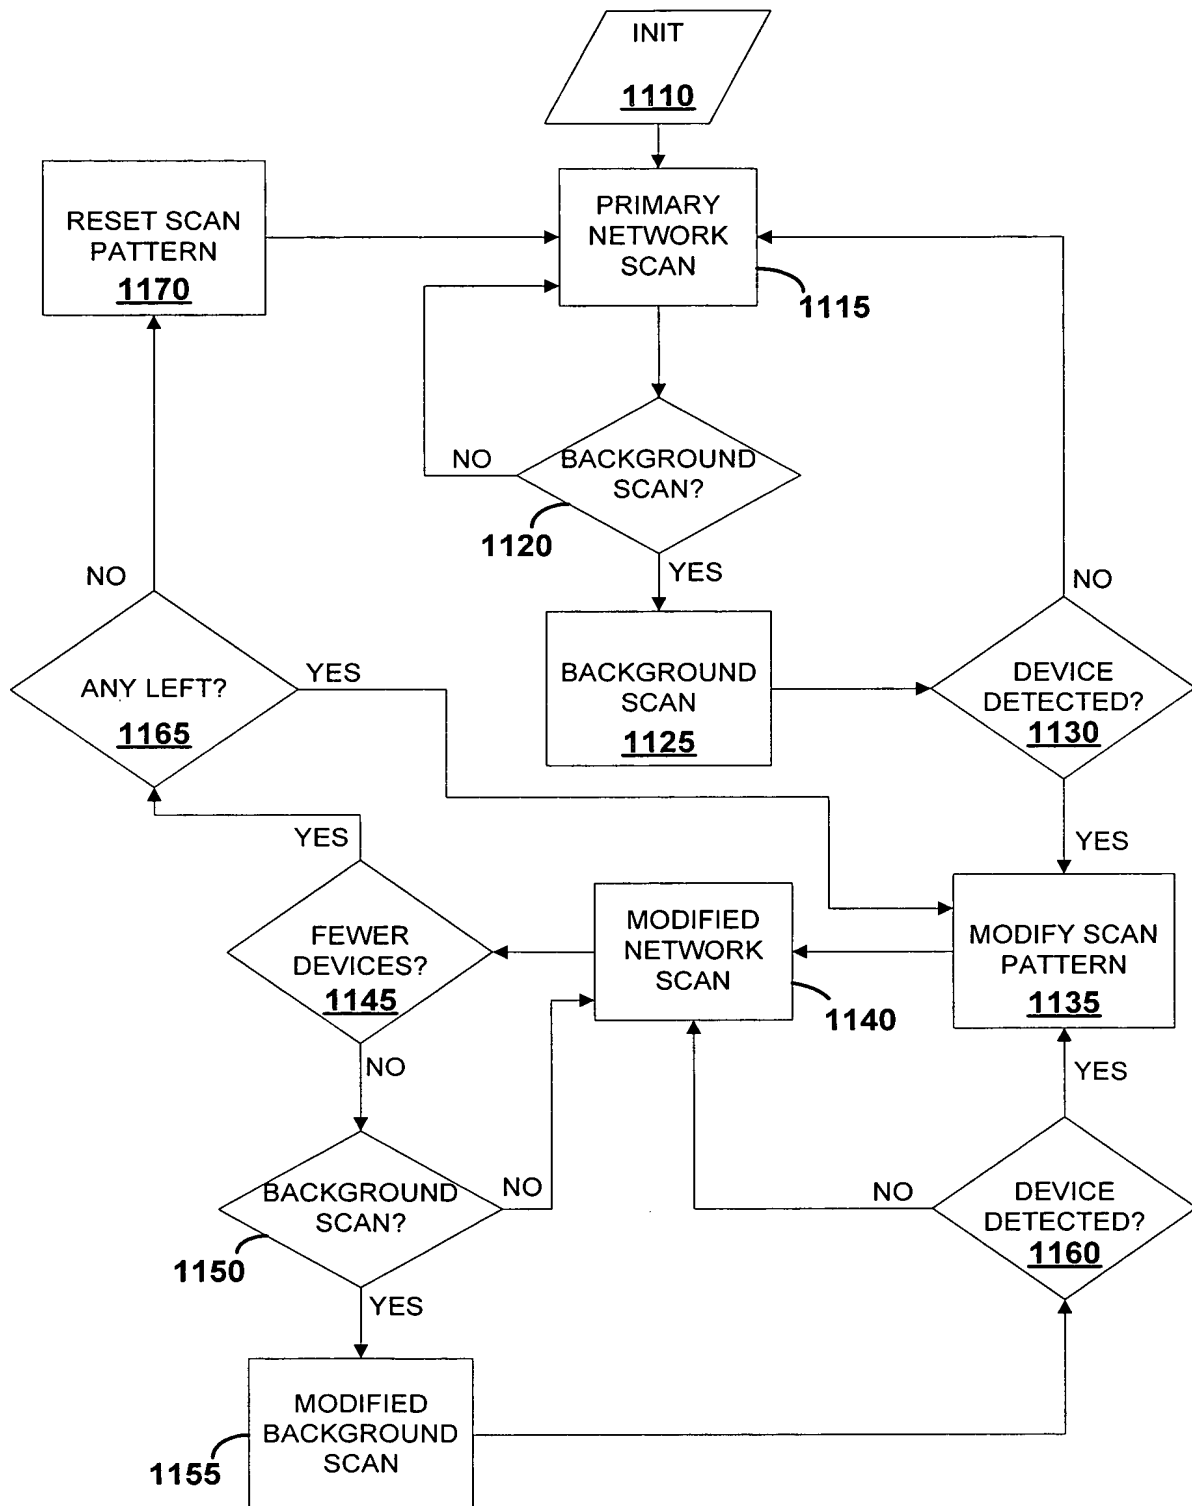 INIT
1110
RESET SCAN
PATTERN
1170
PRIMARY
NETWORK
SCAN
1115
NO
BACKGROUND
SCAN?
1120
YES
NO
NO
ANY LEFT?
1165
YES
BACKGROUND
SCAN
1125
DEVICE
DETECTED?
1130
YES
YES
FEWER
DEVICES?
1145
MODIFIED
NETWORK
SCAN
1140
MODIFY SCAN
PATTERN
1135
NO
YES
BACKGROUND
SCAN?
1150
NO
NO
DEVICE
DETECTED?
1160
YES
MODIFIED
BACKGROUND
SCAN
1155